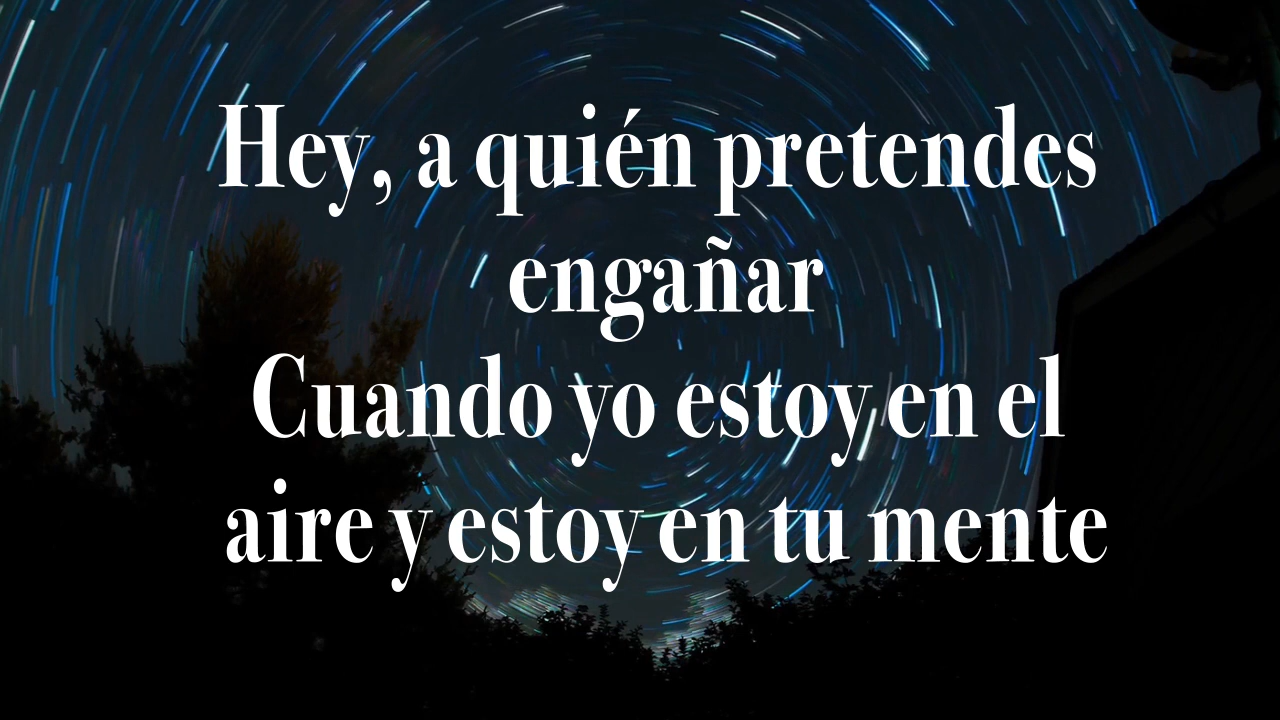 Hey, a quién pretendes
engañar
Cuando yo estoy en el
aire y estoy en tu mente